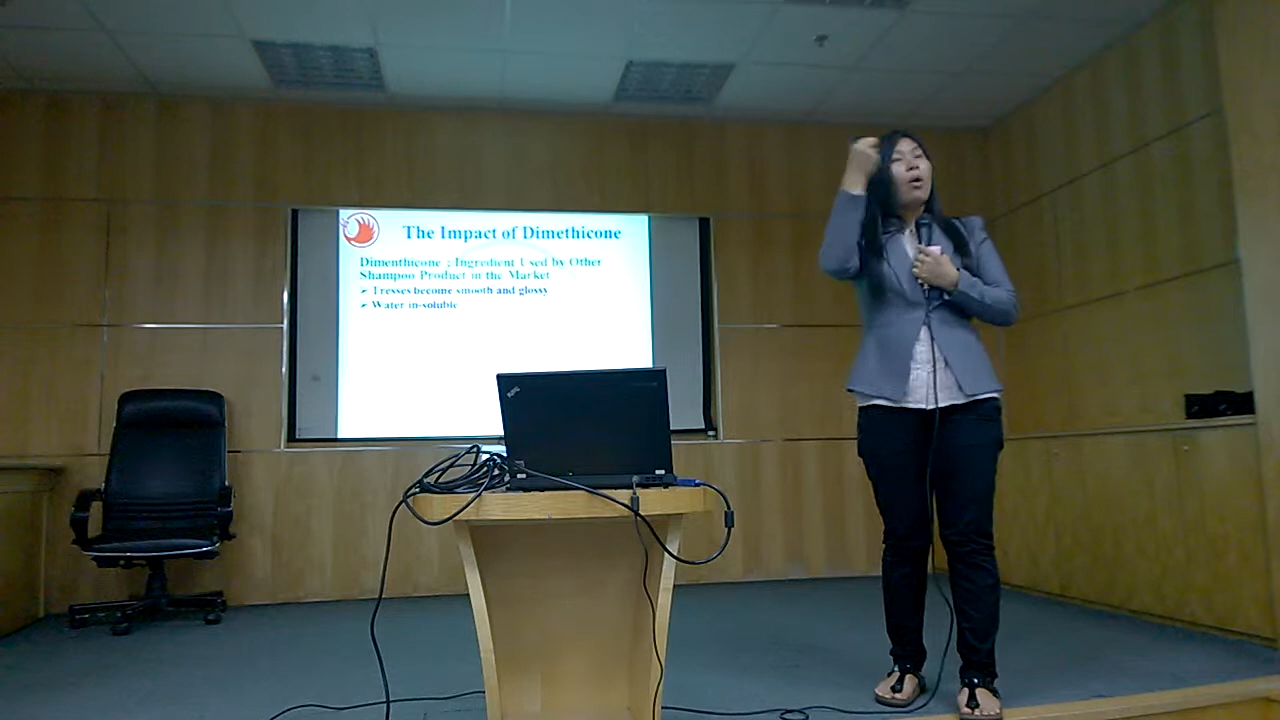 The Impact of Dimethicone
Dimenthicone : Ingredient Used by Other
Shampoo Product in the Market
➢ Tresses become smooth and glossy
➢ Water in-soluble